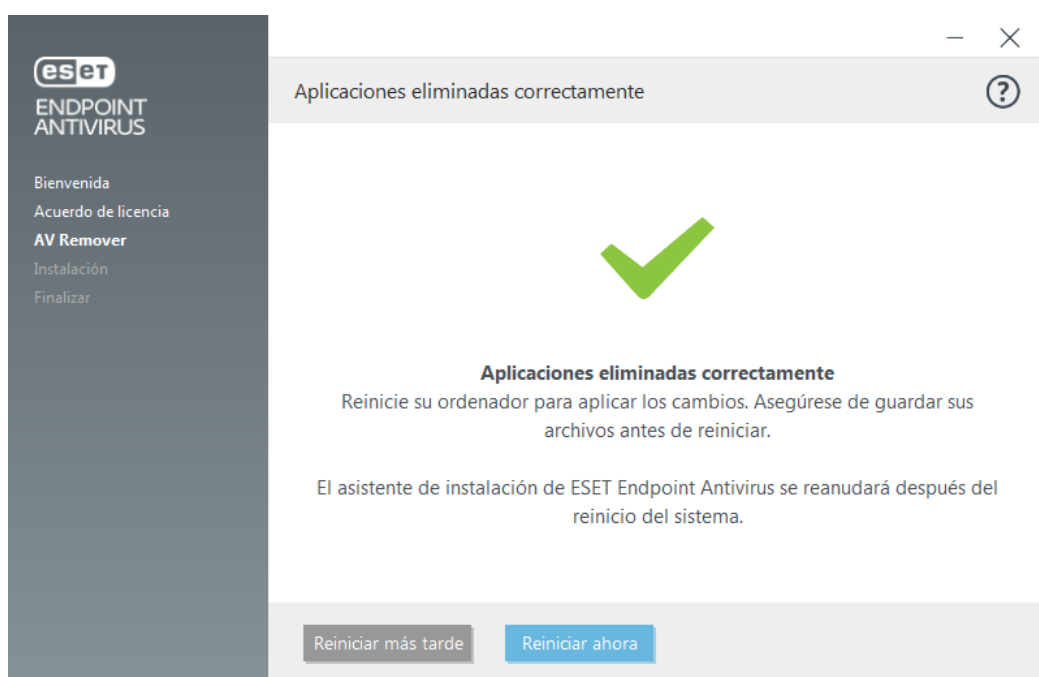 eset
ENDPOINT
ANTIVIRUS
Bienvenida
Acuerdo de licencia
AV Remover
Instalación
Finalizar
Aplicaciones eliminadas correctamente
?
Aplicaciones eliminadas correctamente
Reinicie su ordenador para aplicar los cambios. Asegúrese de guardar sus
archivos antes de reiniciar.
El asistente de instalación de ESET Endpoint Antivirus se reanudará después del
reinicio del sistema.
Reiniciar más tarde
Reiniciar ahora